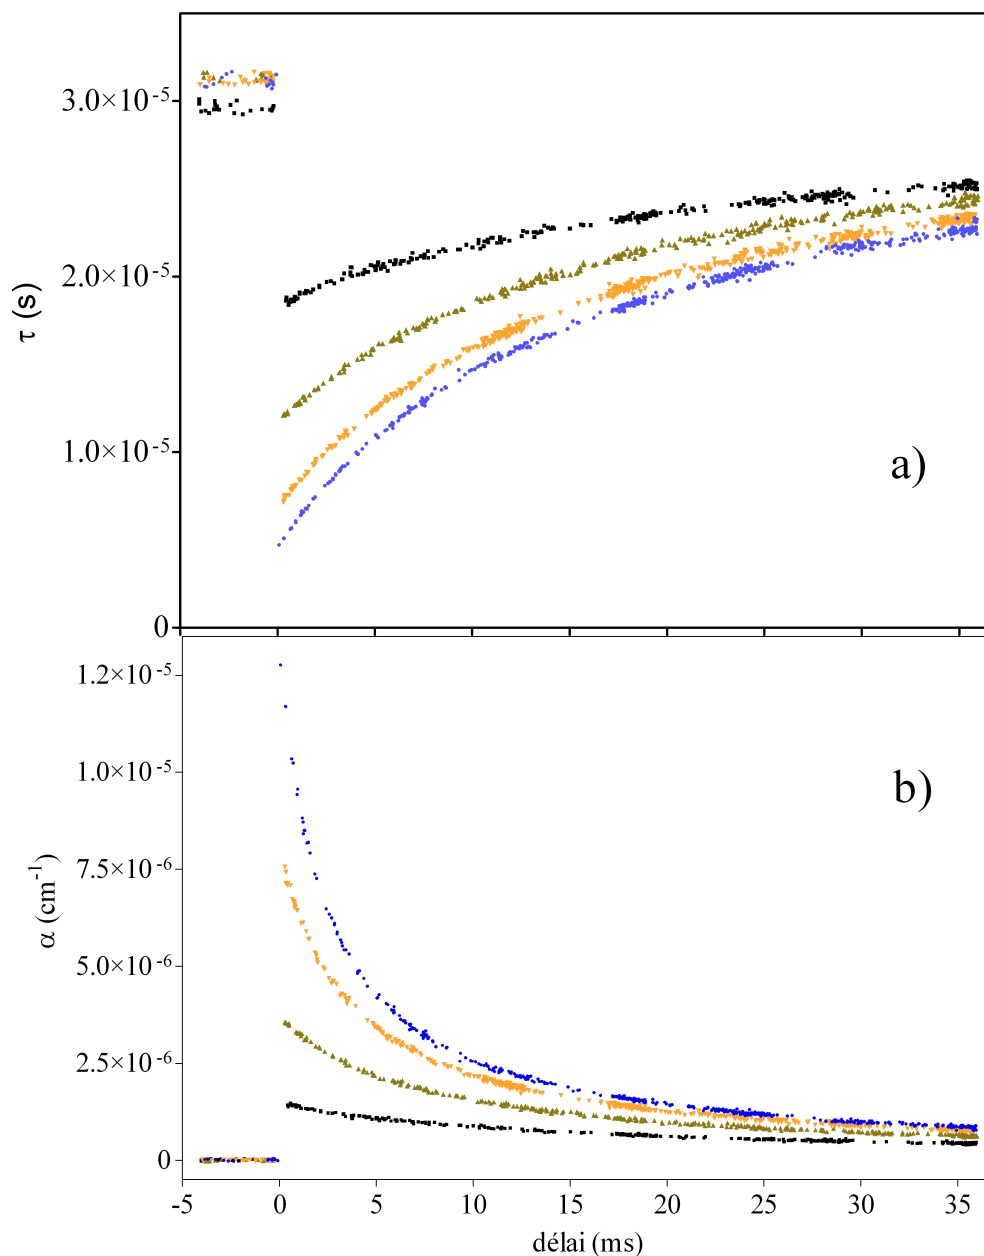 3.0×10⁻⁵
2.0×10⁻⁵
1.0×10⁻⁵
0
τ (s)
a)
1.2×10⁻⁵
1.0×10⁻⁵
7.5×10⁻⁶
5.0×10⁻⁶
2.5×10⁻⁶
0
α (cm⁻¹)
b)
-5 0 5 10 15 20 25 30 35
délai (ms)